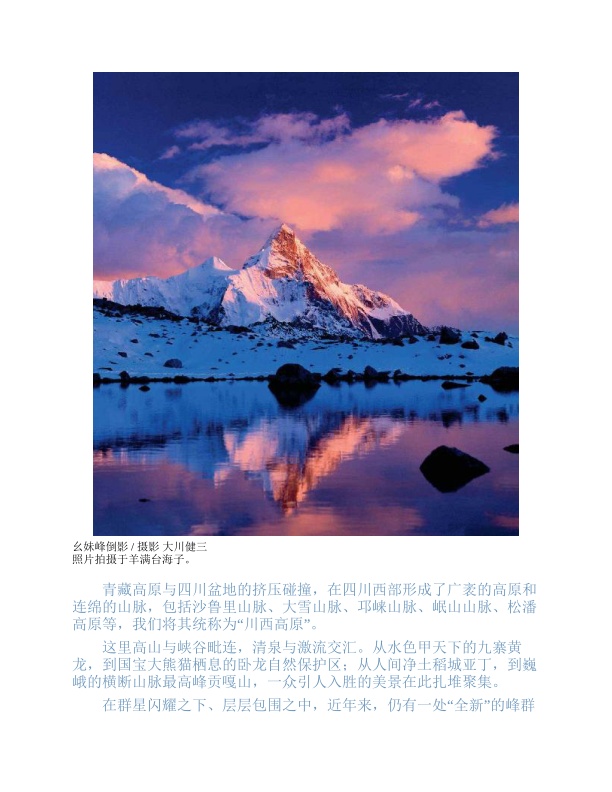 幺妹峰倒影 / 摄影 大川健三
照片拍摄于羊满台海子。
青藏高原与四川盆地的挤压碰撞，在四川西部形成了广袤的高原和
连绵的山脉，包括沙鲁里山脉、大雪山脉、邛崃山脉、岷山山脉、松潘
高原等，我们将其统称为“川西高原”。
这里高山与峡谷毗连，清泉与激流交汇。从水色甲天下的九寨黄
龙，到国宝大熊猫栖息的卧龙自然保护区；从人间净土稻城亚丁，到巍
峨的横断山脉最高峰贡嘎山，一众引人入胜的美景在此扎堆聚集。
在群星闪耀之下、层层包围之中，近年来，仍有一处“全新”的峰群